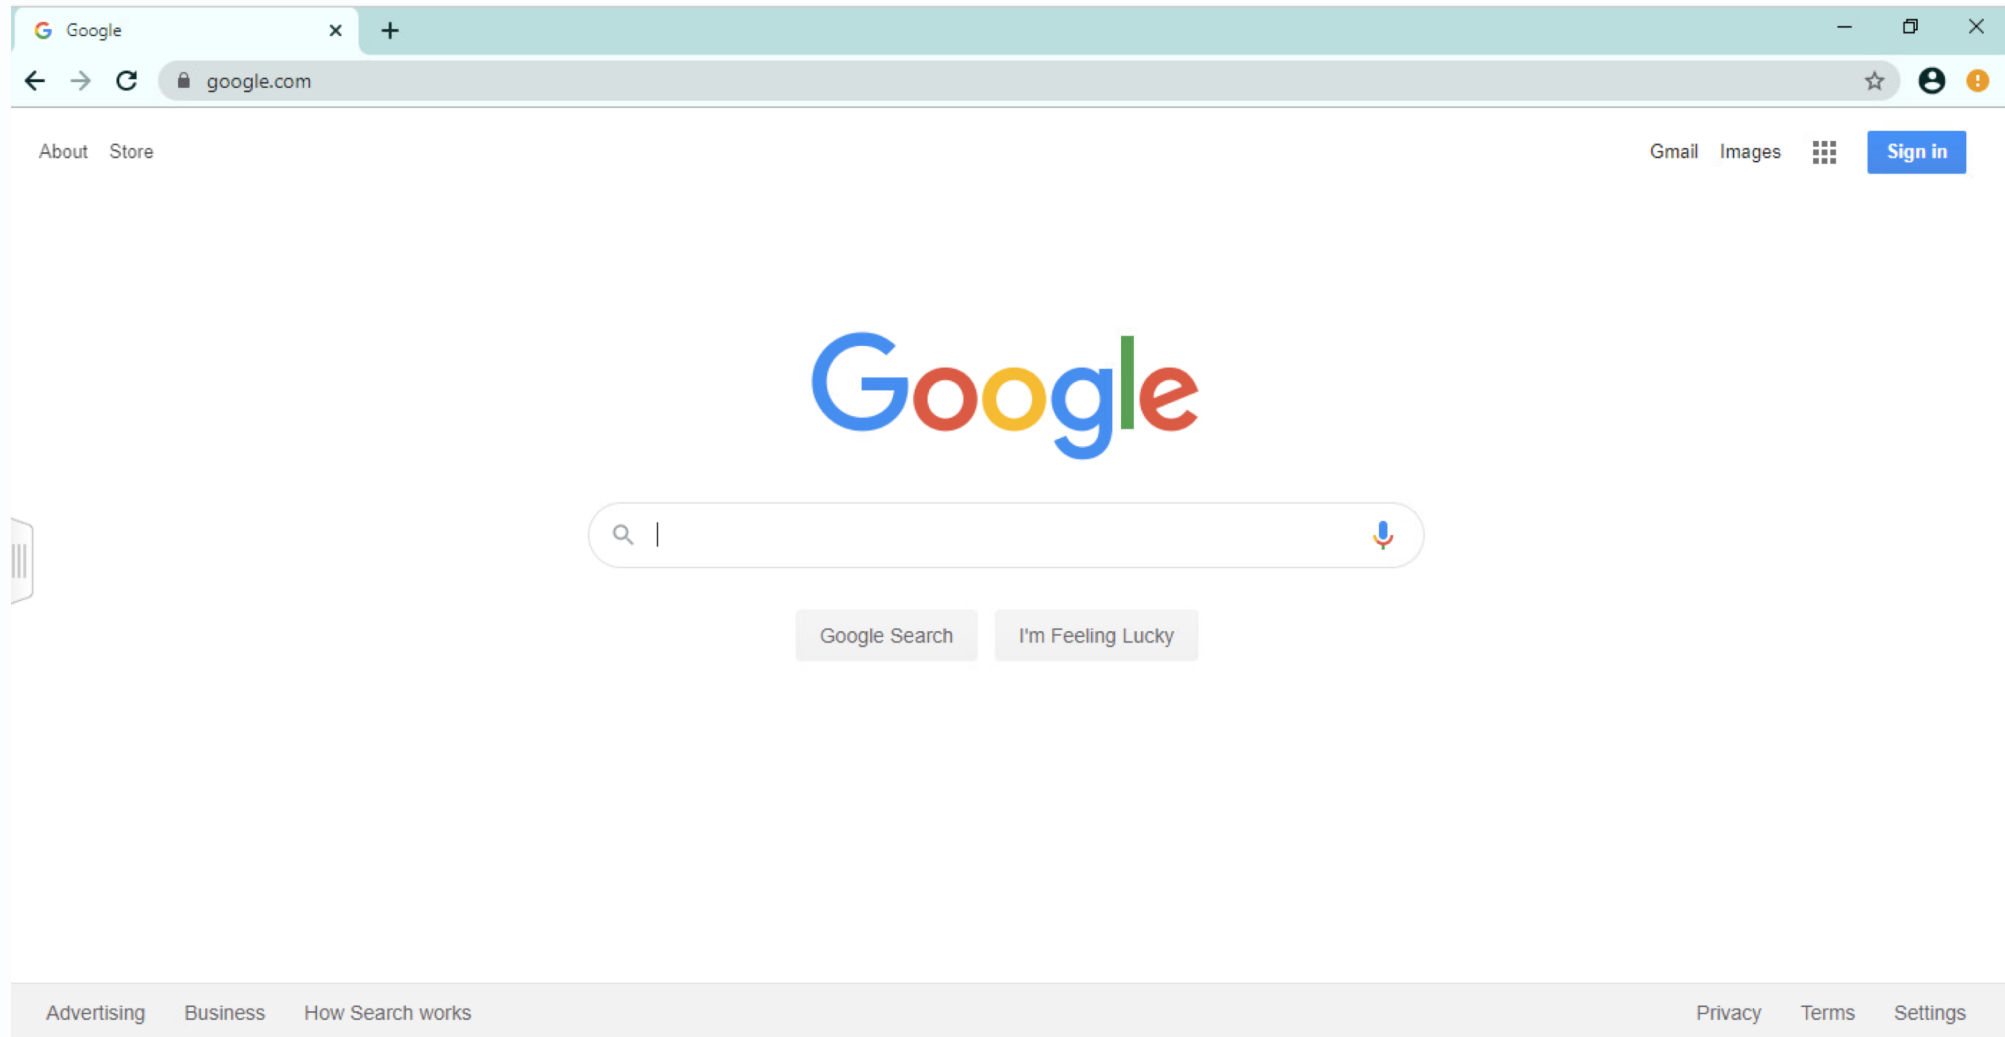 Google
google.com
About Store Gmail Images Sign in
Google
Google Search I'm Feeling Lucky
Advertising Business How Search works Privacy Terms Settings